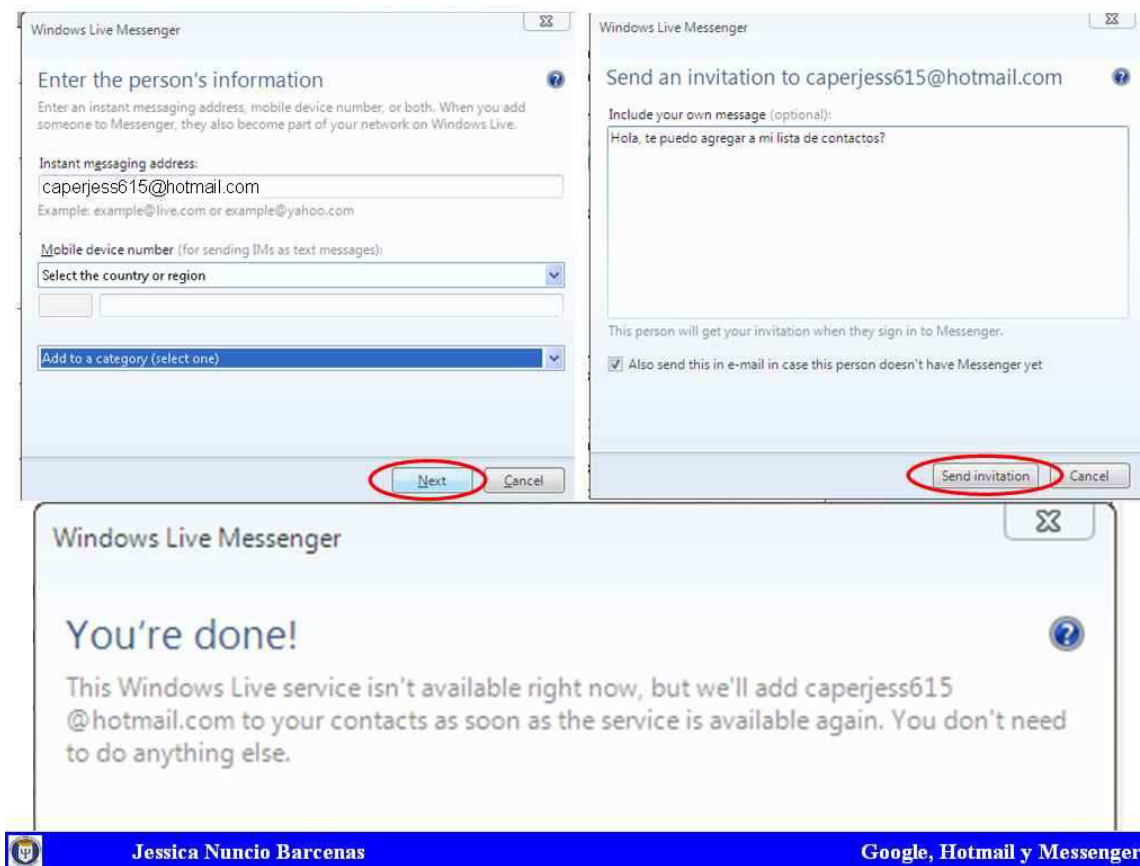 Windows Live Messenger
Enter the person's information
Enter an instant messaging address, mobile device number, or both. When you add
someone to Messenger, they also become part of your network on Windows Live.
Instant messaging address:
caperjess615@hotmail.com
Example: example@live.com or example@yahoo.com
Mobile device number (for sending IMs as text messages):
Select the country or region
Add to a category (select one)
Next
Cancel
Windows Live Messenger
Send an invitation to caperjess615@hotmail.com
Include your own message (optional):
Hola, te puedo agregar a mi lista de contactos?
This person will get your invitation when they sign in to Messenger.
Also send this in e-mail in case this person doesn't have Messenger yet
Send invitation
Cancel
Windows Live Messenger
You're done!
This Windows Live service isn't available right now, but we'll add caperjess615
@hotmail.com to your contacts as soon as the service is available again. You don't need
to do anything else.
Jessica Nuncio Barcenas
Google, Hotmail y Messenger